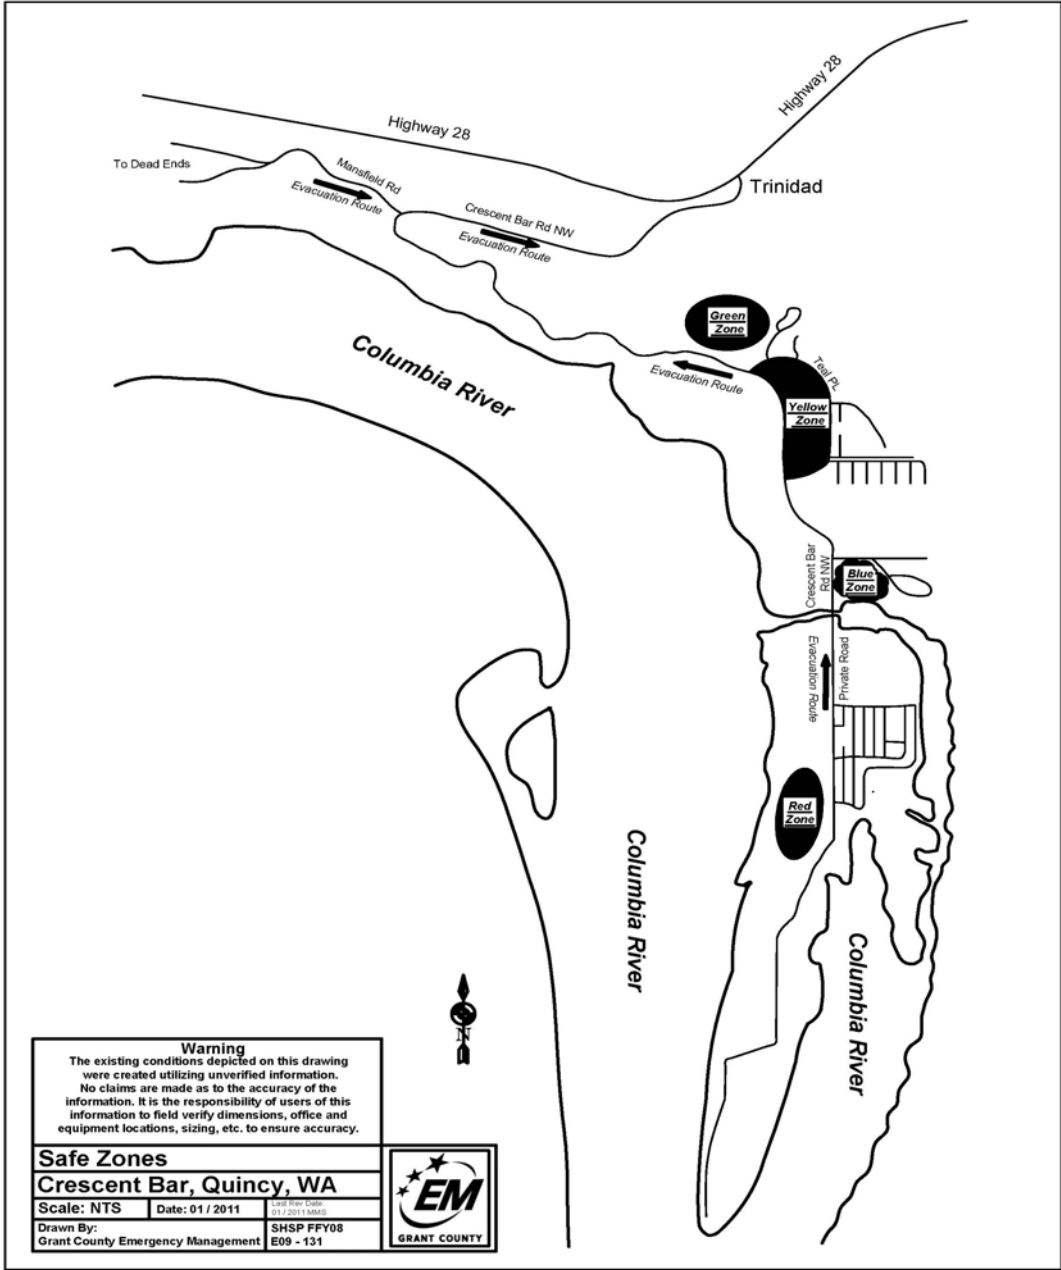 Highway 28
Highway 28
To Dead Ends
Mansfield Rd
Evacuation Route
Trinidad
Crescent Bar Rd NW
Evacuation Route
Green
Zone
Columbia River
Evacuation Route
Teal PL
Yellow
Zone
Crescent Bar
Rd NW
Blue
Zone
Evacuation Route
Private Road
Red
Zone
Columbia River
Columbia River
N
Warning
The existing conditions depicted on this drawing
were created utilizing unverified information.
No claims are made as to the accuracy of the
information. It is the responsibility of users of this
information to field verify dimensions, office and
equipment locations, sizing, etc. to ensure accuracy.
Safe Zones
Crescent Bar, Quincy, WA
Scale: NTS
Date: 01 / 2011
Last Rev Date:
01 / 2011 MMS
Drawn By:
Grant County Emergency Management
SHSP FFY08
E09 - 131
EM
GRANT COUNTY